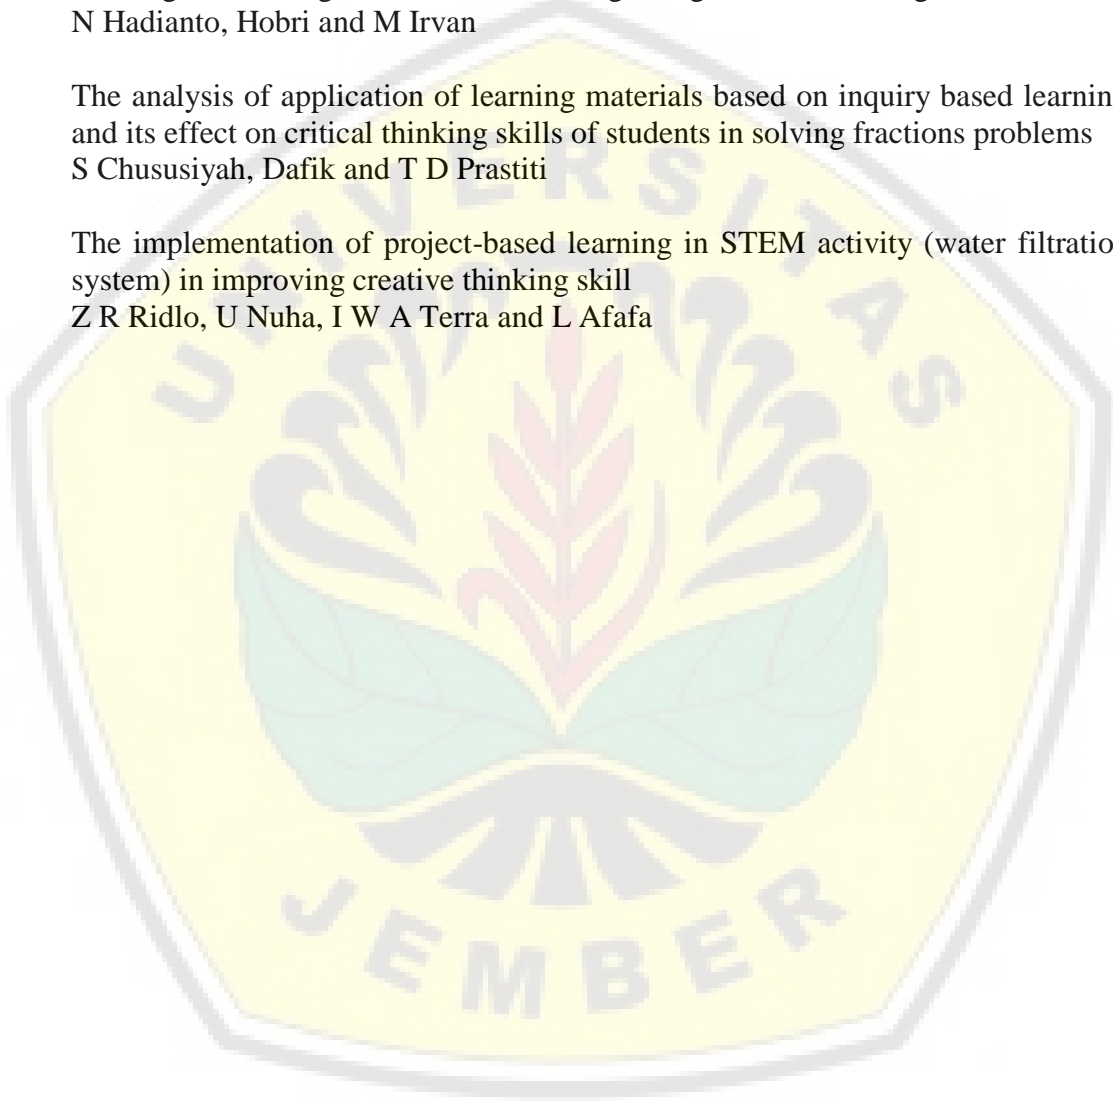 N Hadianto, Hobri and M Irvan
The analysis of application of learning materials based on inquiry based learnin
and its effect on critical thinking skills of students in solving fractions problems
S Chususiyah, Dafik and T D Prastiti
The implementation of project-based learning in STEM activity (water filtratio
system) in improving creative thinking skill
Z R Ridlo, U Nuha, I W A Terra and L Afafa
UNIVERSITAS
JEMBER